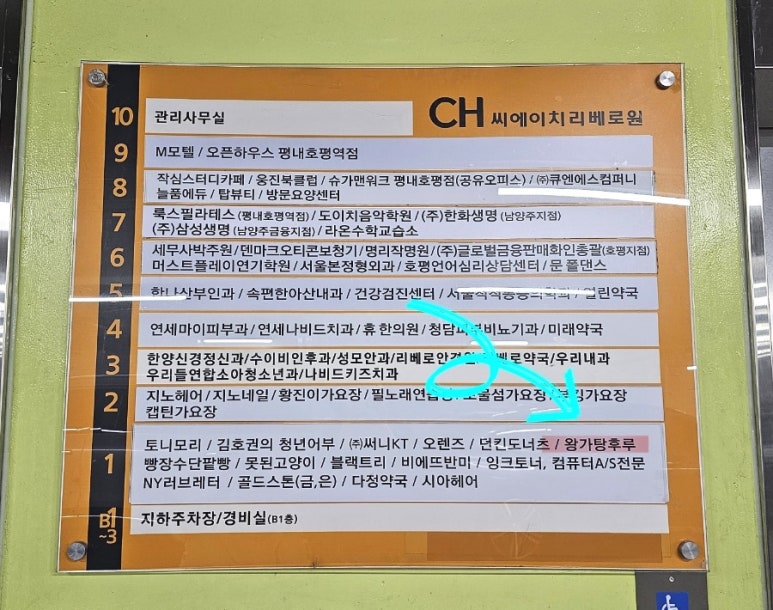 CH 씨에이치리베로원
10 관리사무실
9 M모텔 / 오픈하우스 평내호평역점
8 작심스터디카페 / 웅진북클럽 / 슈가맨워크 평내호평점(공유오피스) / ㈜큐엔에스컴퍼니
늘품에듀 / 탑뷰티 / 방문요양센터
7 룩스필라테스 (평내호평역점) / 도이치음악학원 / (주)한화생명 (남양주지점)
(주)삼성생명 (남양주금융지점) / 라온수학교습소
6 세무사박주원 / 덴마크오티콘보청기 / 명리작명원 / (주)글로벌금융판매화인총괄(호평지점)
머스트플레이연기학원 / 서울본정형외과 / 호평언어심리상담센터 / 문 폴댄스
5 한나산부인과 / 속편한아산내과 / 건강검진센터 / 열린약국
4 연세마이피부과 / 연세나비드치과 / 휴 한의원 / 미래약국
3 한양신경정신과/수이비인후과/성모안과/우리내과
우리들연합소아청소년과/나비드키즈치과
2 지노헤어 / 지노네일 / 황진이가요장 /
캡틴가요장
1 토니모리 / 김호권의 청년어부 / ㈜써니KT / 오렌즈 / 던킨도너츠 / 왕가탕후루
빵장수단팥빵 / 못된고양이 / 블랙트리 / 비에뜨반미 / 잉크토너, 컴퓨터A/S전문
NY러브레터 / 골드스톤(금,은) / 다정약국 / 시아헤어
B1~3 지하주차장/경비실(B1층)